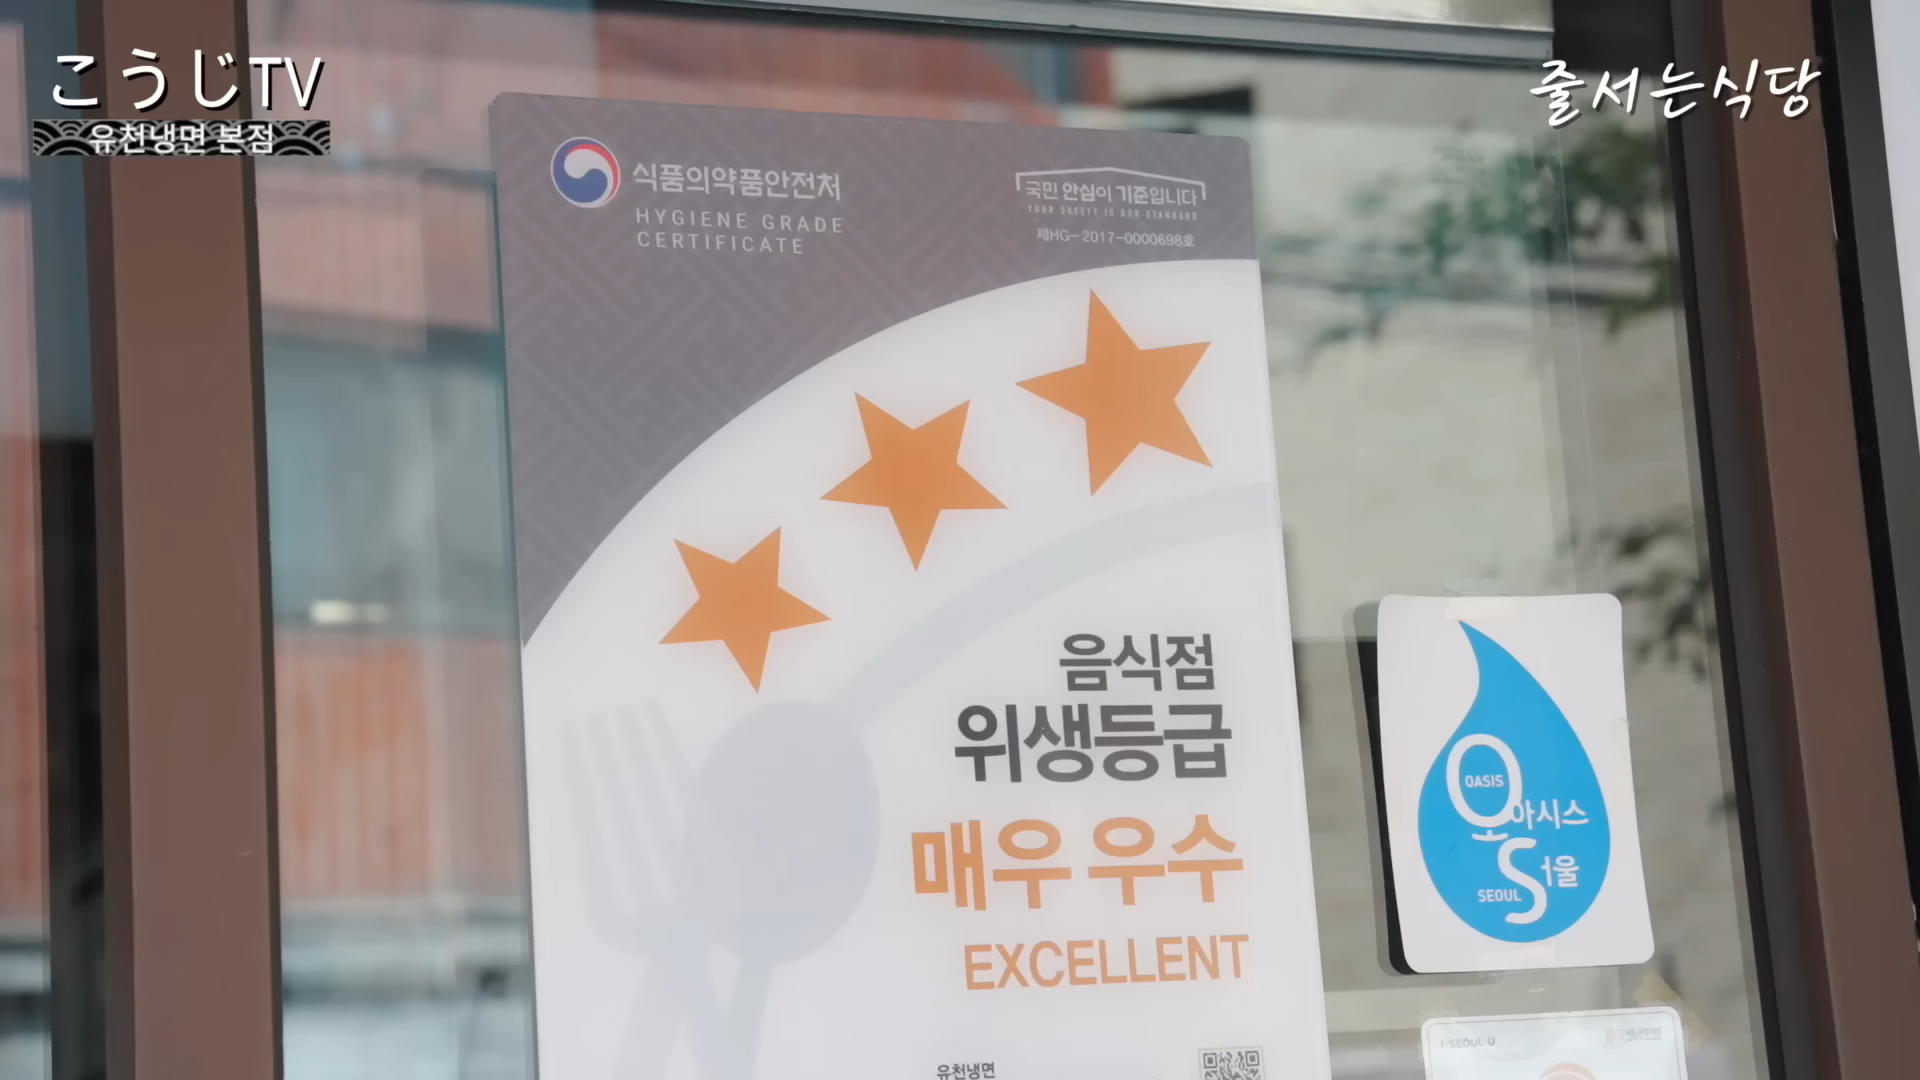 こうじTV
유천냉면 본점
줄서는식당
식품의약품안전처
HYGIENE GRADE
CERTIFICATE
국민 안심이 기준입니다
YOUR SAFETY IS OUR STANDARD
제HG-2017-0000698호
음식점
위생등급
매우 우수
EXCELLENT
유천냉면
OASIS
오아시스
서울
SEOUL
I·SEOUL·U